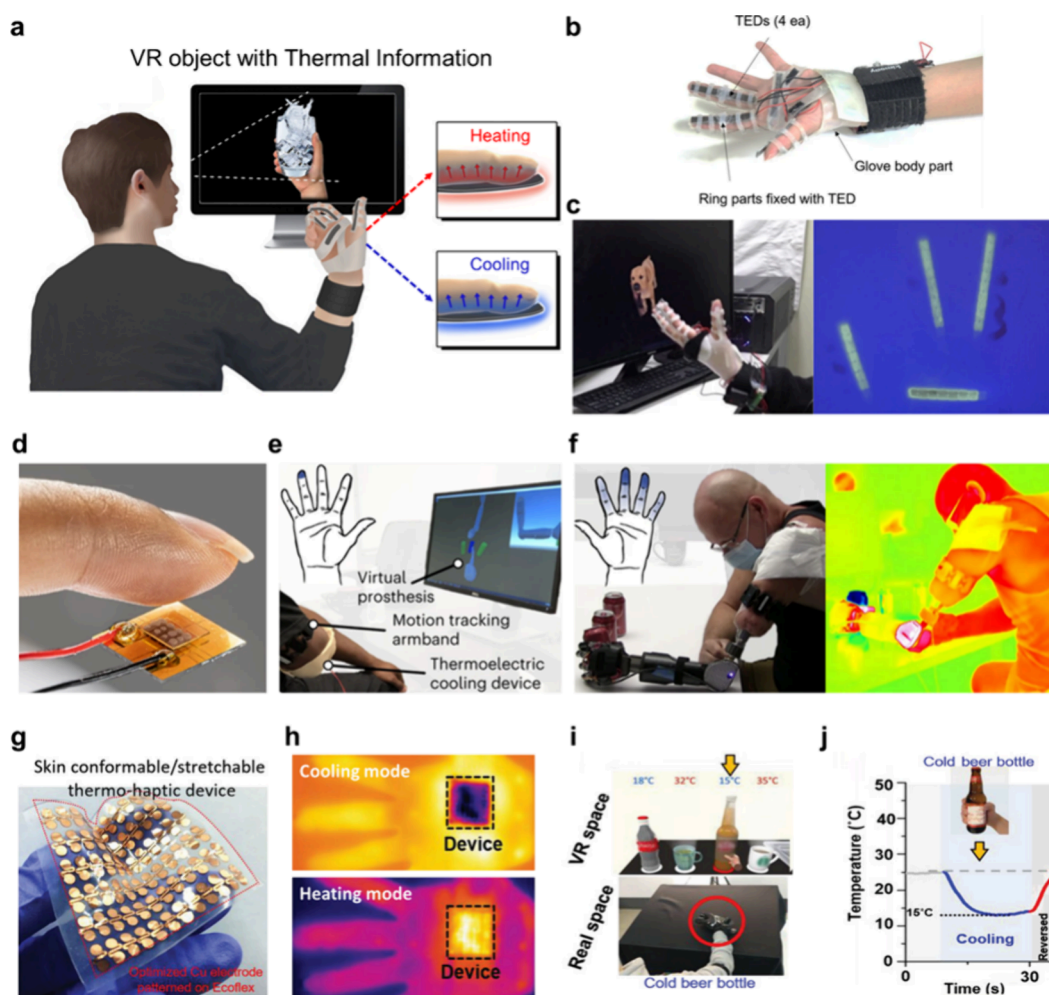 a
VR object with Thermal Information
Heating
Cooling
b
TEDs (4 ea)
Glove body part
Ring parts fixed with TED
c
d
e
Virtual
prosthesis
Motion tracking
armband
Thermoelectric
cooling device
f
g
Skin conformable/stretchable
thermo-haptic device
Optimized Cu electrode
patterned on Ecoflex
h
Cooling mode
Device
Heating mode
Device
i
VR space
18°C 32°C 15°C 35°C
Real space
Cold beer bottle
j
Cold beer bottle
Temperature (°C)
50
40
30
20
15°C
10
0
Cooling
Reversed
0 30
Time (s)